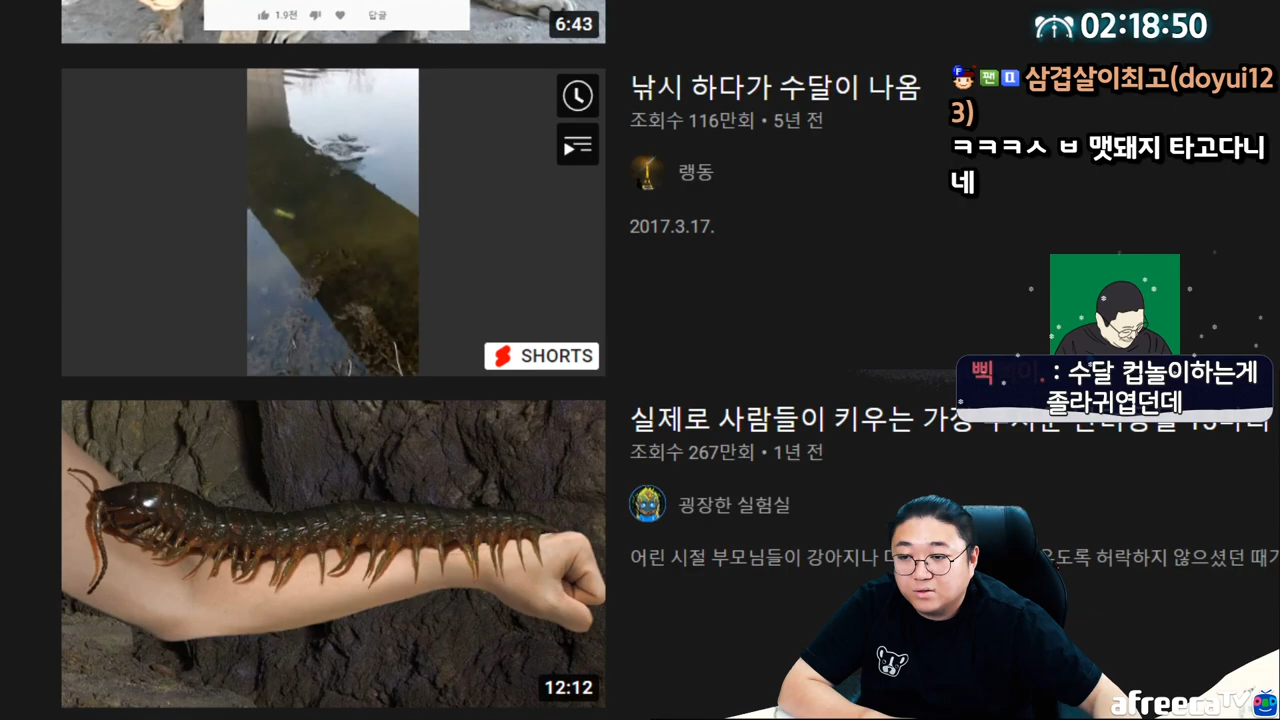 1.9천 답글
6:43
02:18:50
낚시 하다가 수달이 나옴
조회수 116만회 • 5년 전
랭동
2017.3.17.
SHORTS
팬
삼겹살이최고(doyui12
3)
ㅋㅋㅋㅅ ㅂ 맷돼지 타고다니
네
삑 : 수달 컵놀이하는게
졸라귀엽던데
실제로 사람들이 키우는 가장
조회수 267만회 • 1년 전
굉장한 실험실
어린 시절 부모님들이 강아지나 허락하지 않으셨던 때가
12:12
afreecaTV